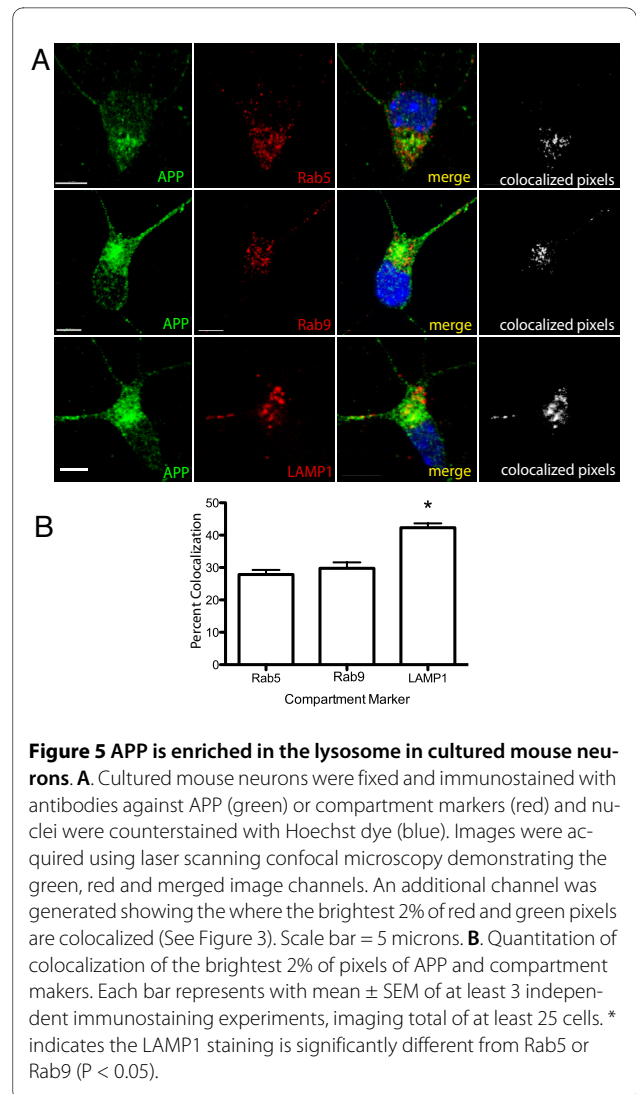 A
APP Rab5 merge colocalized pixels
APP Rab9 merge colocalized pixels
APP LAMP1 merge colocalized pixels
B
Percent Colocalization
50
40
30
20
10
0
*
Rab5 Rab9 LAMP1
Compartment Marker
Figure 5 APP is enriched in the lysosome in cultured mouse neu-
rons. A. Cultured mouse neurons were fixed and immunostained with
antibodies against APP (green) or compartment markers (red) and nu-
clei were counterstained with Hoechst dye (blue). Images were ac-
quired using laser scanning confocal microscopy demonstrating the
green, red and merged image channels. An additional channel was
generated showing the where the brightest 2% of red and green pixels
are colocalized (See Figure 3). Scale bar = 5 microns. B. Quantitation of
colocalization of the brightest 2% of pixels of APP and compartment
makers. Each bar represents with mean ± SEM of at least 3 indepen-
dent immunostaining experiments, imaging total of at least 25 cells. *
indicates the LAMP1 staining is significantly different from Rab5 or
Rab9 (P < 0.05).